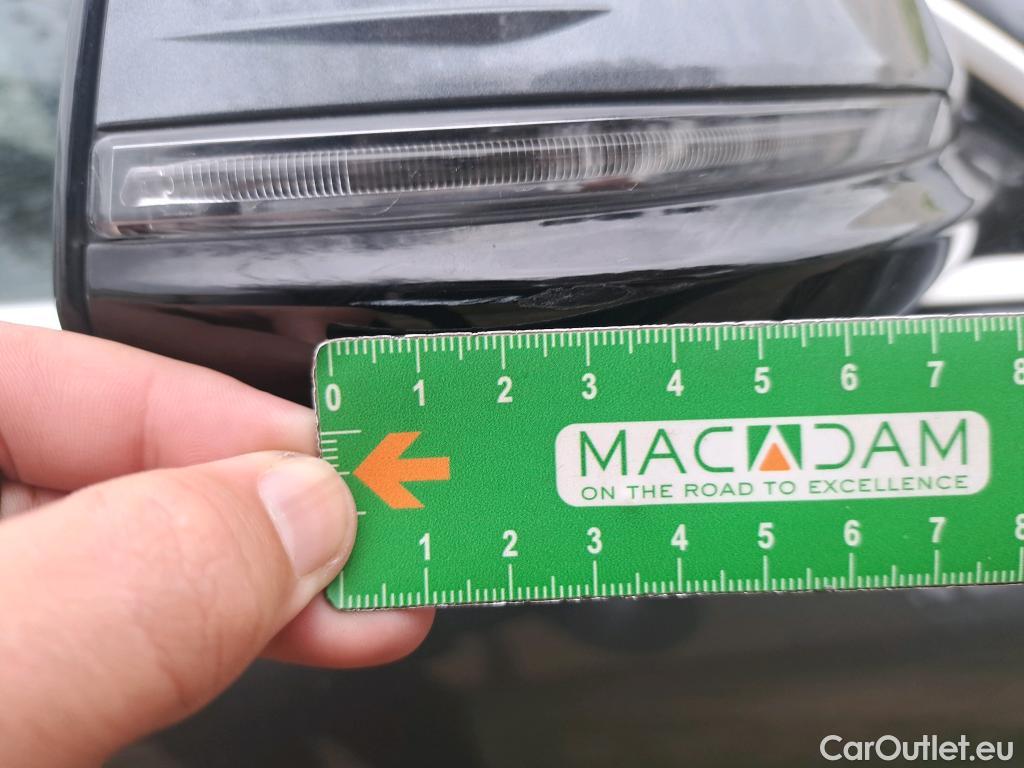 0 1 2 3 4 5 6 7 8
MACADAM
ON THE ROAD TO EXCELLENCE
1 2 3 4 5 6 7 8
CarOutlet.eu